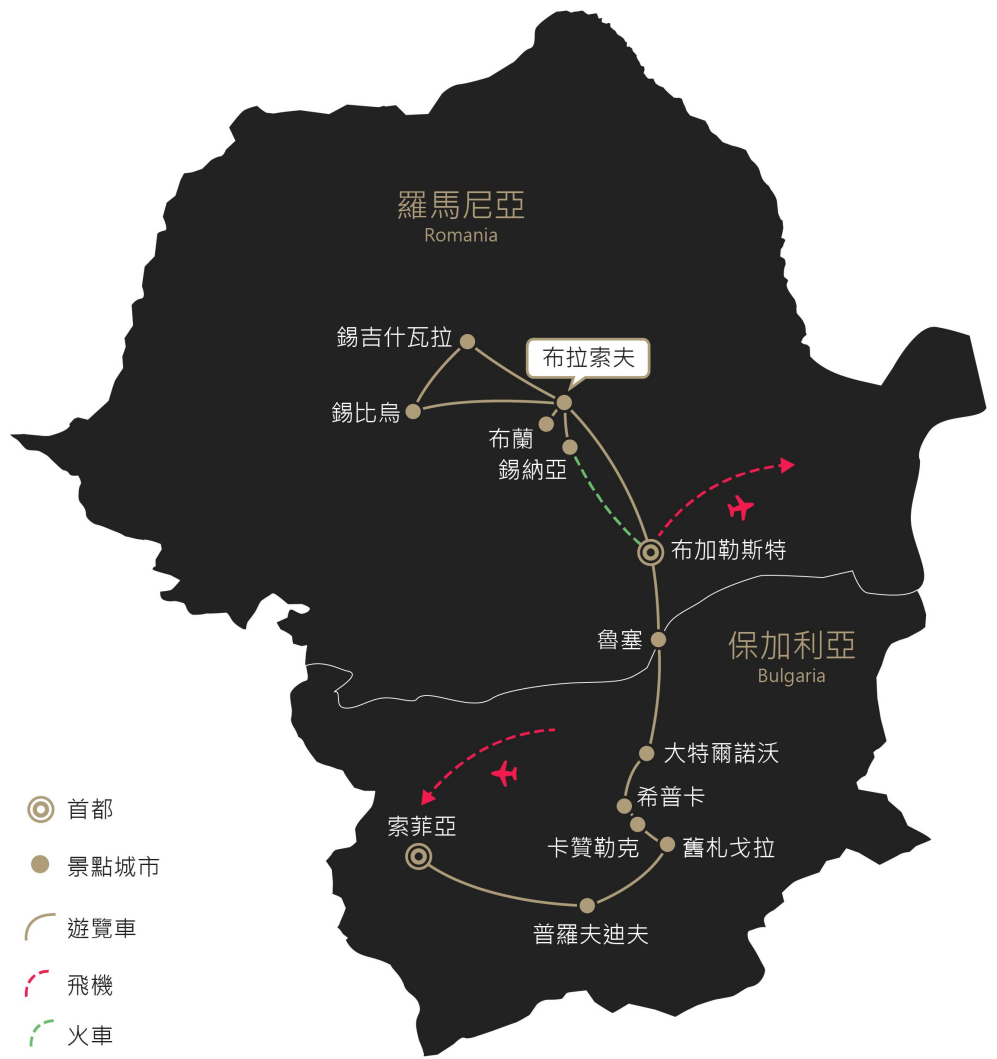 羅馬尼亞
Romania
錫吉什瓦拉
布拉索夫
錫比烏
布蘭
錫納亞
布加勒斯特
魯塞
保加利亞
Bulgaria
大特爾諾沃
希普卡
索菲亞
卡贊勒克
舊札戈拉
普羅夫迪夫
首都
景點城市
遊覽車
飛機
火車